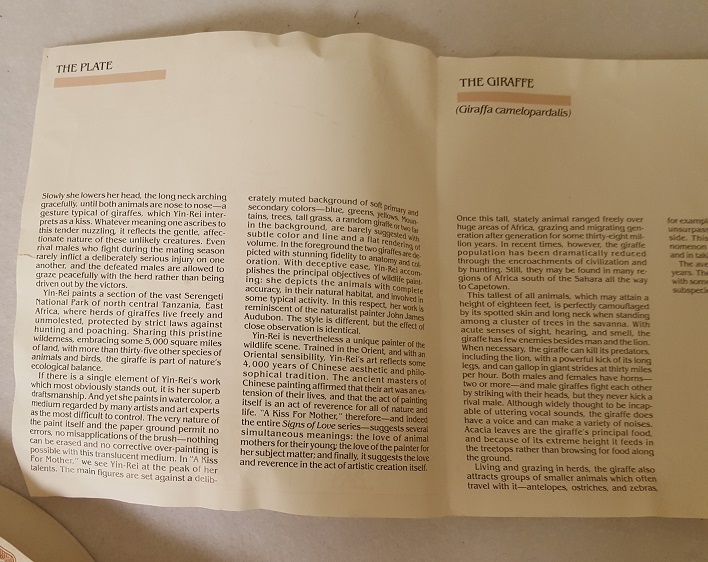 THE PLATE
Slowly she lowers her head, the long neck arching
gracefully, until both animals are nose to nose—a
gesture typical of giraffes, which Yin-Rei inter-
prets as a kiss. Whatever meaning one ascribes to
this tender nuzzling, it reflects the gentle, affec-
tionate nature of these unlikely creatures. Even
rival males who fight during the mating season
rarely inflict a deliberately serious injury on one
another, and the defeated males are allowed to
graze peacefully with the herd rather than being
driven out by the victors.
Yin-Rei paints a section of the vast Serengeti
National Park of north central Tanzania, East
Africa, where herds of giraffes live freely and
unmolested, protected by strict laws against
hunting and poaching. Sharing this pristine
wilderness, embracing some 5,000 square miles
of land, with more than thirty-five other species of
animals and birds, the giraffe is part of nature's
ecological balance.
If there is a single element of Yin-Rei's work
which most obviously stands out, it is her superb
draftsmanship. And yet she paints in watercolor, a
medium regarded by many artists and art experts
as the most difficult to control. The very nature of
the paint itself and the paper ground permit no
errors, no misapplications of the brush—nothing
can be erased and no corrective over-painting is
possible with this translucent medium. In "A Kiss
For Mother," we see Yin-Rei at the peak of her
talents. The main figures are set against a delib-
erately muted background of soft primary and
secondary colors—blue, greens, yellows. Moun-
tains, trees, tall grass, a random giraffe or two far
in the background, are barely suggested with
subtle color and line and a flat rendering of
volume. In the foreground the two giraffes are de-
picted with stunning fidelity to anatomy and col-
oration. With deceptive ease, Yin-Rei accom-
plishes the principal objectives of wildlife paint-
ing: she depicts the animals with complete
accuracy, in their natural habitat, and involved in
some typical activity. In this respect, her work is
reminiscent of the naturalist painter John James
Audubon. The style is different, but the effect of
close observation is identical.
Yin-Rei is nevertheless a unique painter of the
wildlife scene. Trained in the Orient, and with an
Oriental sensibility, Yin-Rei's art reflects some
4,000 years of Chinese aesthetic and philo-
sophical tradition. The ancient masters of
Chinese painting affirmed that their art was an ex-
tension of their lives, and that the act of painting
itself is an act of reverence for all of nature and
life. "A Kiss For Mother," therefore—and indeed
the entire Signs of Love series—suggests several
simultaneous meanings: the love of animal
mothers for their young; the love of the painter for
her subject matter; and finally, it suggests the love
and reverence in the act of artistic creation itself.
THE GIRAFFE
(Giraffa camelopardalis)
Once this tall, stately animal ranged freely over
huge areas of Africa, grazing and migrating gen-
eration after generation for some thirty-eight mil-
lion years. In recent times, however, the giraffe
population has been dramatically reduced
through the encroachments of civilization and
by hunting. Still, they may be found in many re-
gions of Africa south of the Sahara all the way
to Capetown.
This tallest of all animals, which may attain a
height of eighteen feet, is perfectly camouflaged
by its spotted skin and long neck when standing
among a cluster of trees in the savanna. With
acute senses of sight, hearing, and smell, the
giraffe has few enemies besides man and the lion.
When necessary, the giraffe can kill its predators,
including the lion, with a powerful kick of its long
legs, and can gallop in giant strides at thirty miles
per hour. Both males and females have horns—
two or more—and male giraffes fight each other
by striking with their heads, but they never kick a
rival male. Although widely thought to be incap-
able of uttering vocal sounds, the giraffe does
have a voice and can make a variety of noises.
Acacia leaves are the giraffe's principal food,
and because of its extreme height it feeds in
the treetops rather than browsing for food along
the ground.
Living and grazing in herds, the giraffe also
attracts groups of smaller animals which often
travel with it—antelopes, ostriches, and zebras,
for exampl
unsurpass
side. This
nomenon
and in tak
The ave
years. The
with some
subspeci